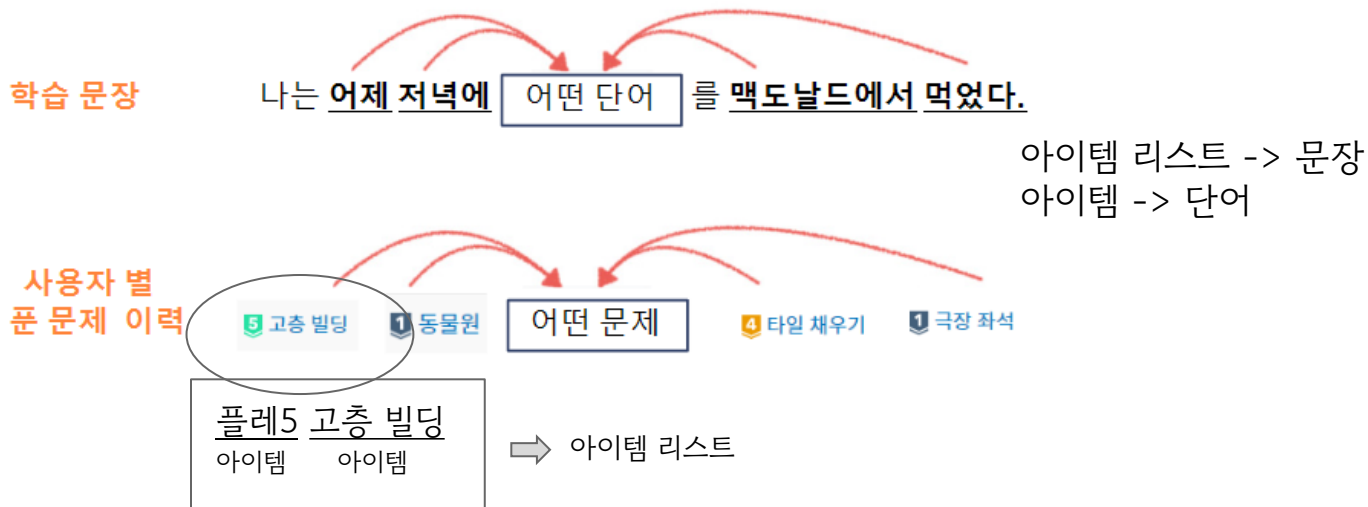 학습 문장
나는 어제 저녁에 어떤 단어 를 맥도날드에서 먹었다.
아이템 리스트 -> 문장
아이템 -> 단어
사용자 별
푼 문제 이력
5 고층 빌딩 1 동물원 어떤 문제 4 타일 채우기 1 극장 좌석
플레5 고층 빌딩
아이템 아이템
아이템 리스트